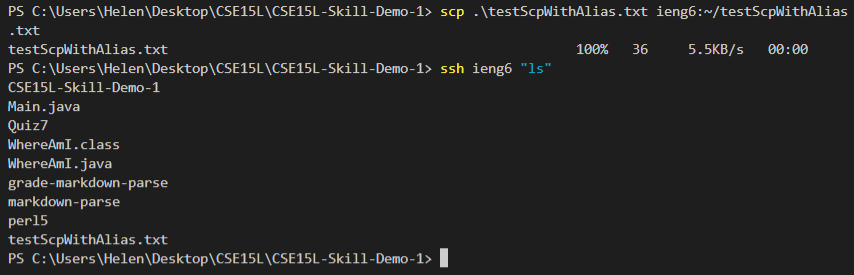 PS C:\Users\Helen\Desktop\CSE15L\CSE15L-Skill-Demo-1> scp .\testScpWithAlias.txt ieng6:~/testScpWithAlias
.txt
testScpWithAlias.txt 100% 36 5.5KB/s 00:00
PS C:\Users\Helen\Desktop\CSE15L\CSE15L-Skill-Demo-1> ssh ieng6 "ls"
CSE15L-Skill-Demo-1
Main.java
Quiz7
WhereAmI.class
WhereAmI.java
grade-markdown-parse
markdown-parse
perl5
testScpWithAlias.txt
PS C:\Users\Helen\Desktop\CSE15L\CSE15L-Skill-Demo-1>